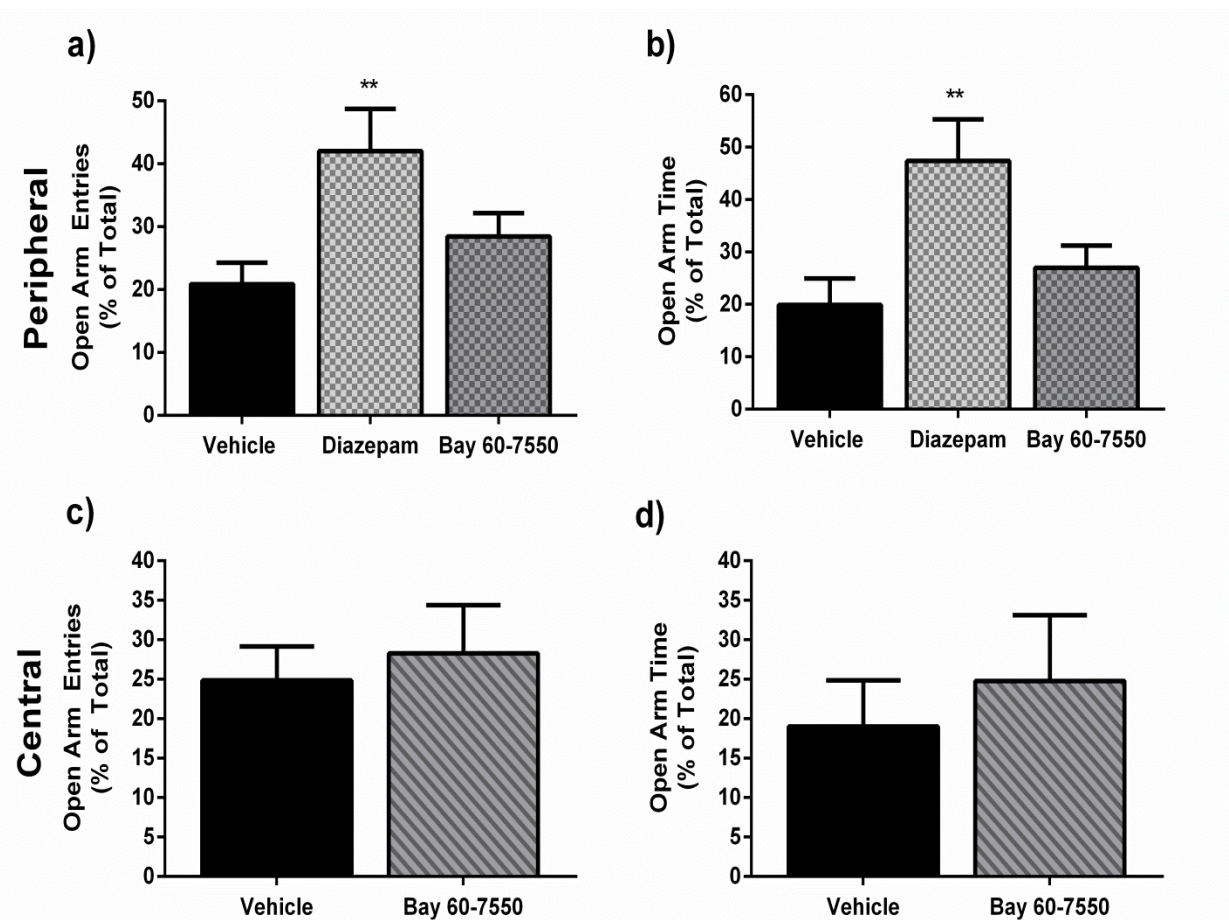 a)
Peripheral
Open Arm Entries
(% of Total)
50
40
30
20
10
0
**
Vehicle Diazepam Bay 60-7550
b)
Open Arm Time
(% of Total)
60
50
40
30
20
10
0
**
Vehicle Diazepam Bay 60-7550
c)
Central
Open Arm Entries
(% of Total)
40
35
30
25
20
15
10
5
0
Vehicle Bay 60-7550
d)
Open Arm Time
(% of Total)
40
35
30
25
20
15
10
5
0
Vehicle Bay 60-7550